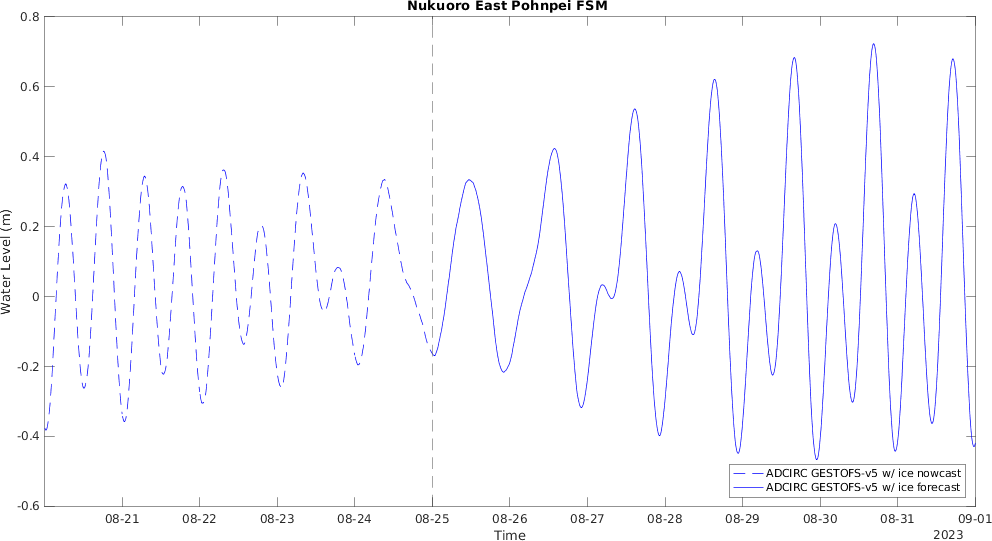 Nukuoro East Pohnpei FSM
0.8
0.6
0.4
0.2
0
-0.2
-0.4
-0.6
Water Level (m)
ADCIRC GESTOFS-v5 w/ ice nowcast
ADCIRC GESTOFS-v5 w/ ice forecast
08-21 08-22 08-23 08-24 08-25 08-26 08-27 08-28 08-29 08-30 08-31 09-01
Time
2023